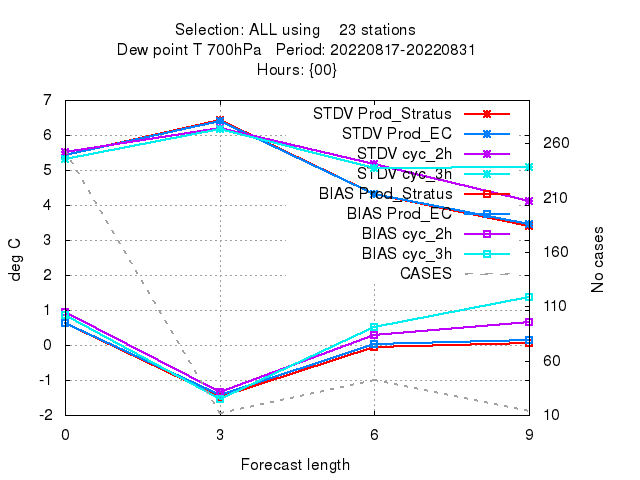 Selection: ALL using    23 stations
Dew point T 700hPa   Period: 20220817-20220831
Hours: {00}
7
6
5
4
3
2
1
0
-1
-2
deg C
STDV Prod_Stratus
STDV Prod_EC
STDV cyc_2h
STDV cyc_3h
BIAS Prod_Stratus
BIAS Prod_EC
BIAS cyc_2h
BIAS cyc_3h
CASES
260
210
160
110
60
10
No cases
0 3 6 9
Forecast length